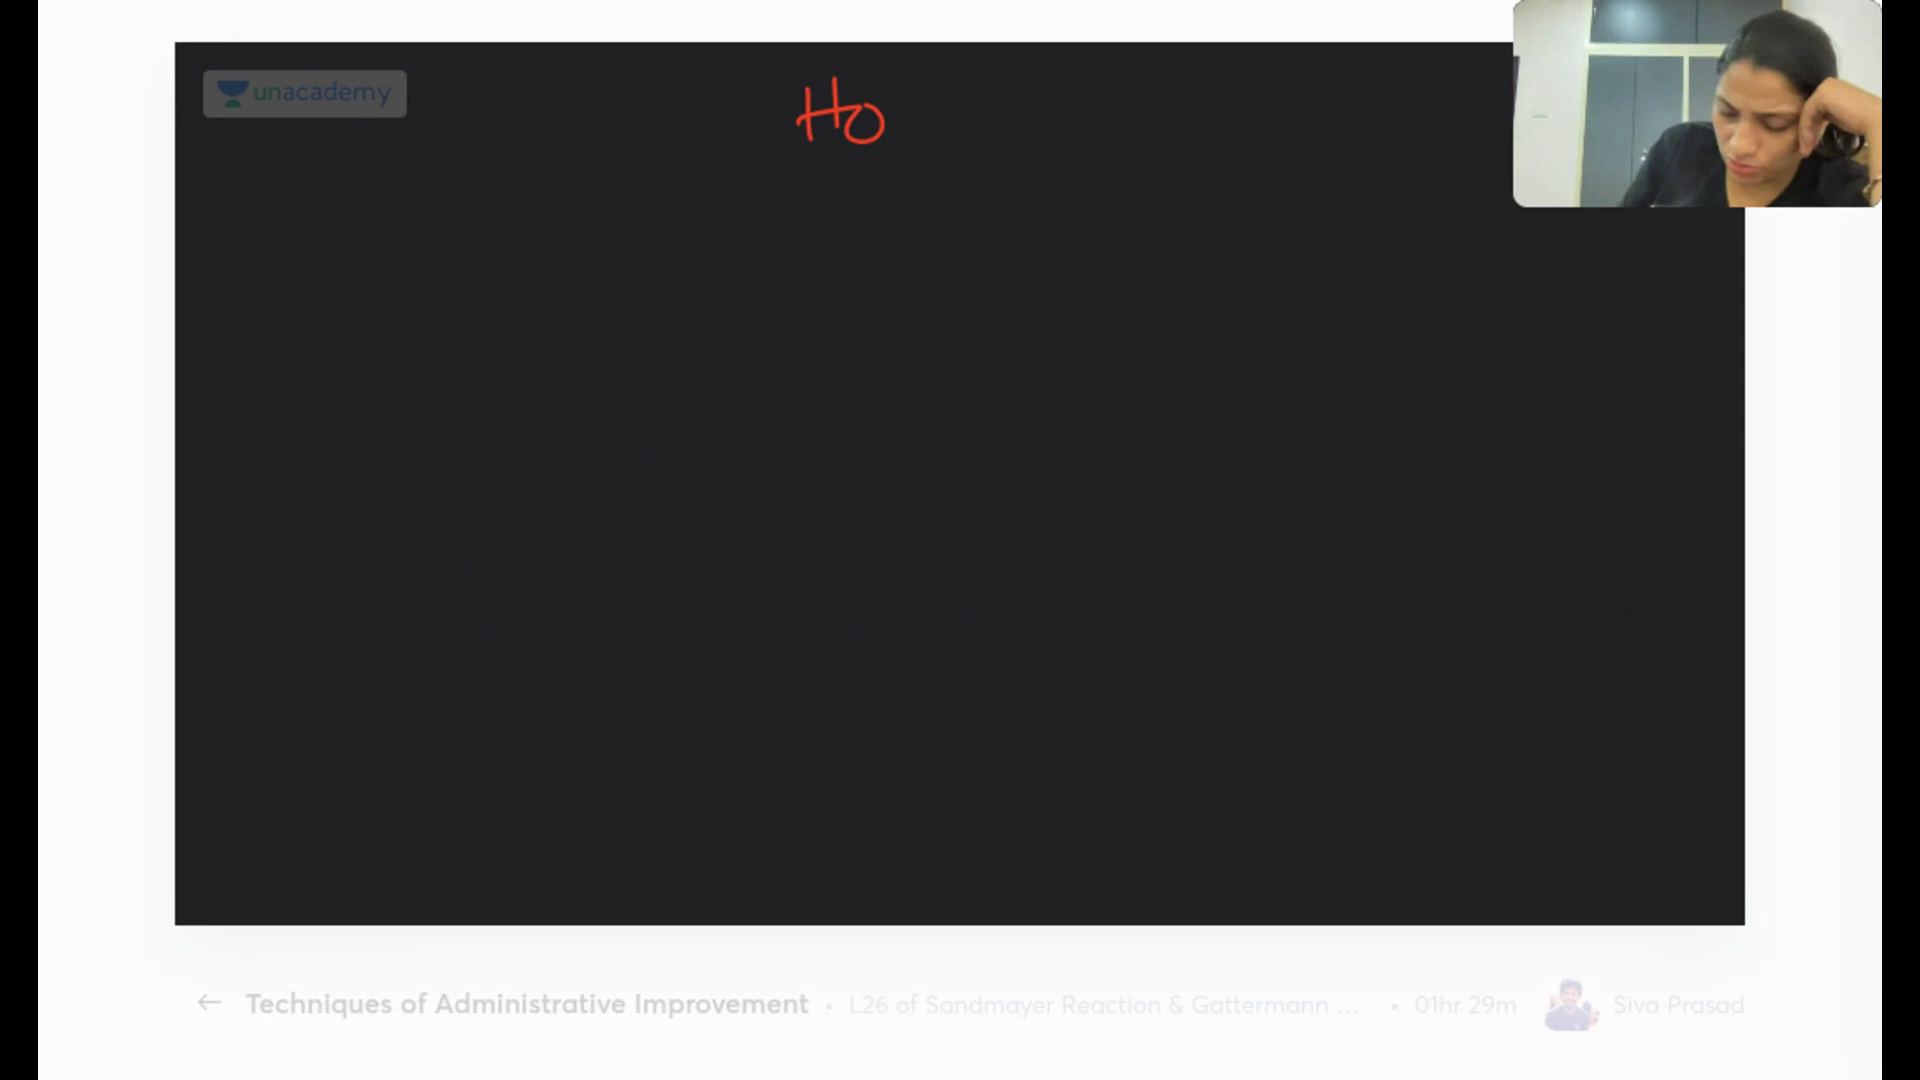 unacademy
Ho
Techniques of Administrative Improvement • L26 of Sandmayer Reaction & Gattermann ... • 01hr 29m Siva Prasad